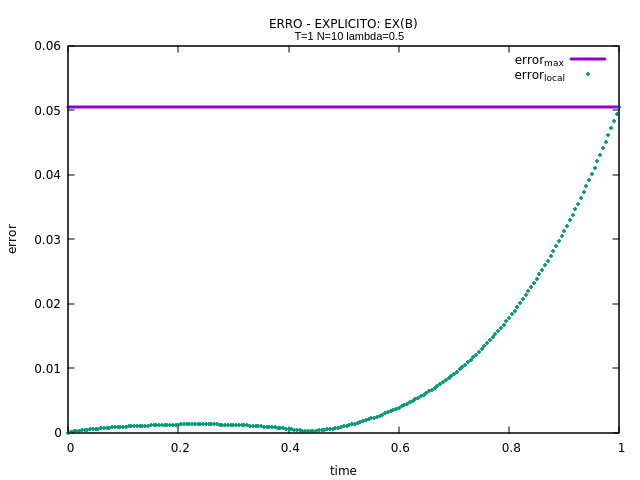 ERRO - EXPLICITO: EX(B)
T=1 N=10 lambda=0.5
error_max
error_local
0.06
0.05
0.04
0.03
0.02
0.01
0
error
0 0.2 0.4 0.6 0.8 1
time